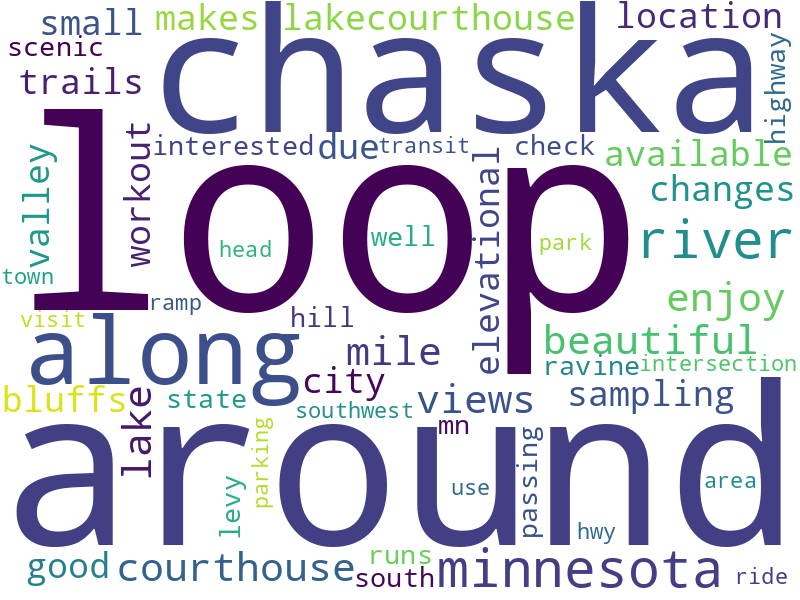 small makes lakecourthouse location
scenic chaska highway
trails
workout interested due transit check available
valley loop elevational changes
head well park river
town
visit ramp hill enjoy
along mile beautiful
ravine intersection
bluffs state city views sampling
lake southwest
mn
parking around passing
levy use area
hwy
good courthouse runs minnesota
south ride